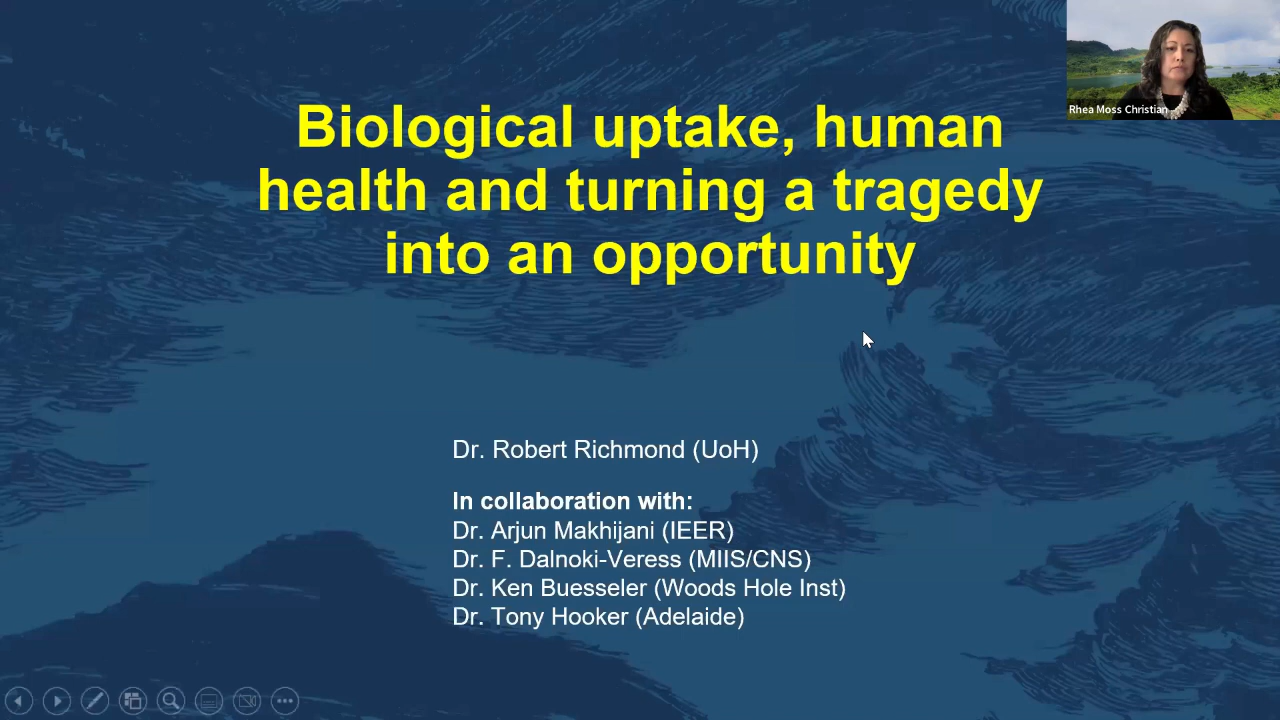 Rhea Moss Christian
Biological uptake, human
health and turning a tragedy
into an opportunity
Dr. Robert Richmond (UoH)
In collaboration with:
Dr. Arjun Makhijani (IEER)
Dr. F. Dalnoki-Veress (MIIS/CNS)
Dr. Ken Buesseler (Woods Hole Inst)
Dr. Tony Hooker (Adelaide)